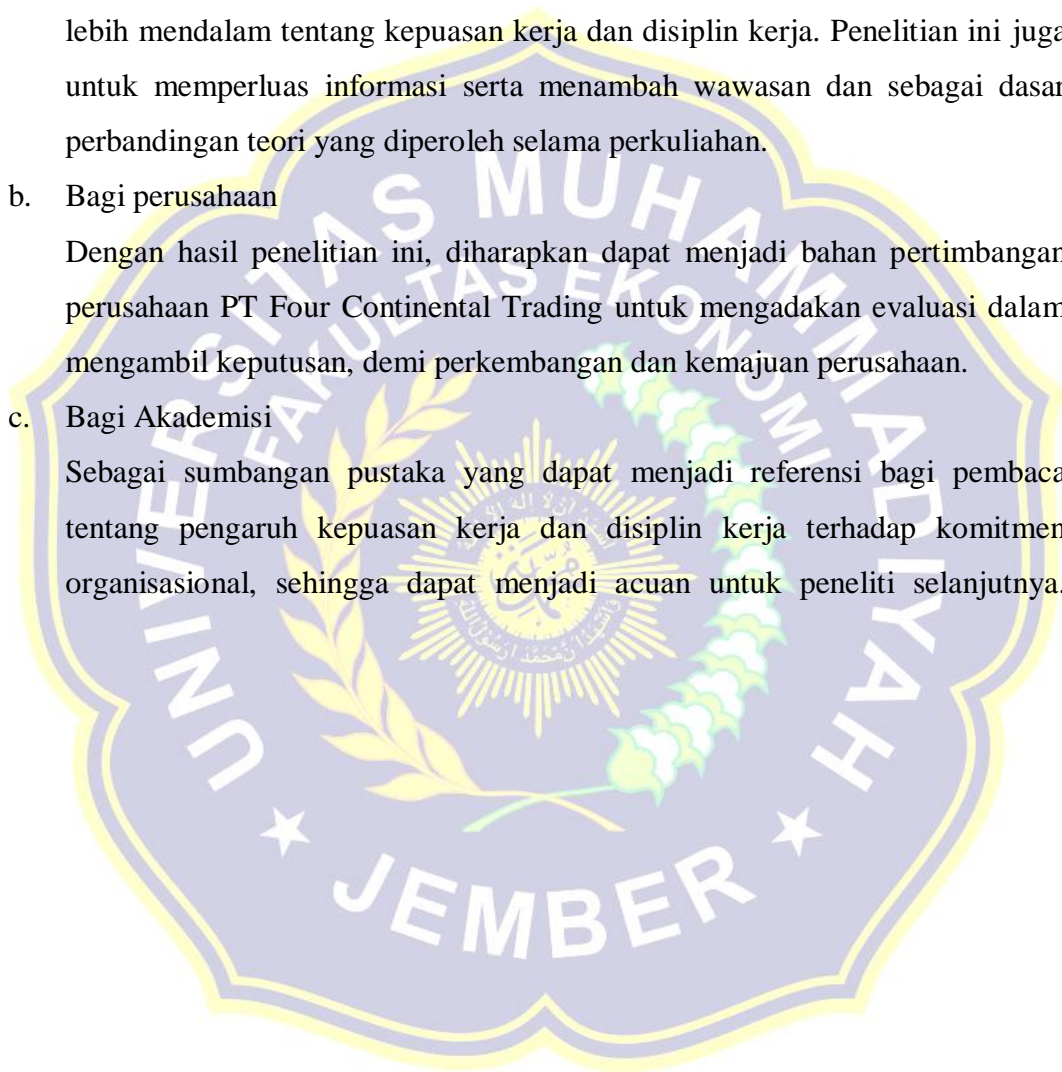 lebih mendalam tentang kepuasan kerja dan disiplin kerja. Penelitian ini juga
untuk memperluas informasi serta menambah wawasan dan sebagai dasar
perbandingan teori yang diperoleh selama perkuliahan.
b. Bagi perusahaan
Dengan hasil penelitian ini, diharapkan dapat menjadi bahan pertimbangan
perusahaan PT Four Continental Trading untuk mengadakan evaluasi dalam
mengambil keputusan, demi perkembangan dan kemajuan perusahaan.
c. Bagi Akademisi
Sebagai sumbangan pustaka yang dapat menjadi referensi bagi pembaca
tentang pengaruh kepuasan kerja dan disiplin kerja terhadap komitmen
organisasional, sehingga dapat menjadi acuan untuk peneliti selanjutnya.
UNIVERSITAS MUHAMMADIYAH
FAKULTAS EKONOMI
JEMBER